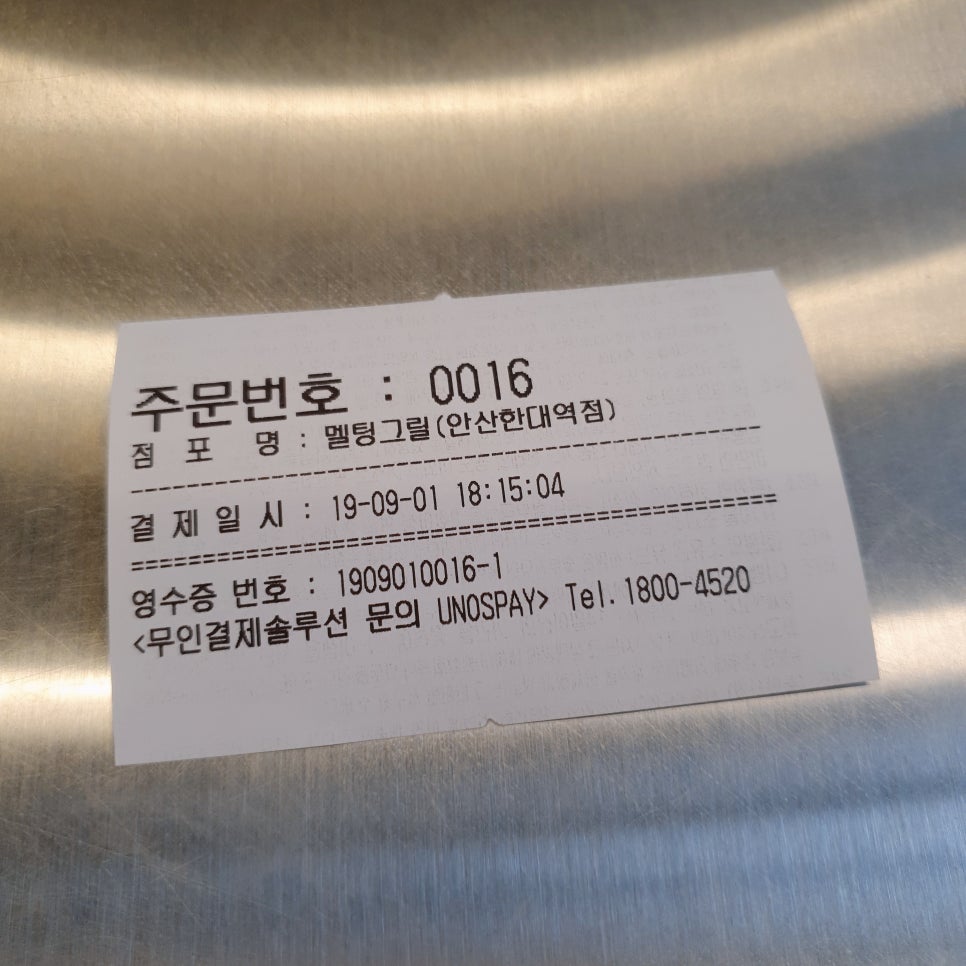 주문번호 : 0016
점 포 명 : 멜팅그릴(안산한대역점)
결 제 일 시 : 19-09-01 18:15:04
영수증 번호 : 1909010016-1
<무인결제솔루션 문의 UNOSPAY> Tel.1800-4520